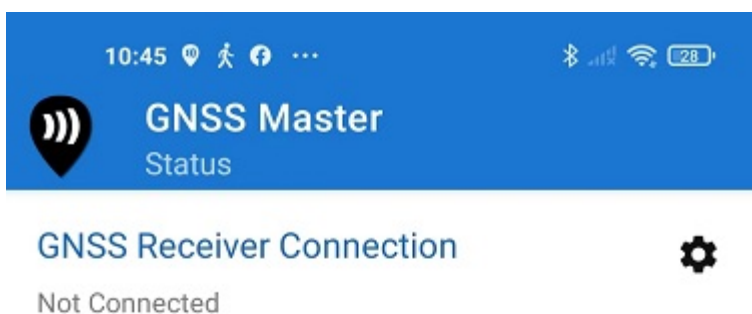 10:45
28
GNSS Master
Status
GNSS Receiver Connection
Not Connected